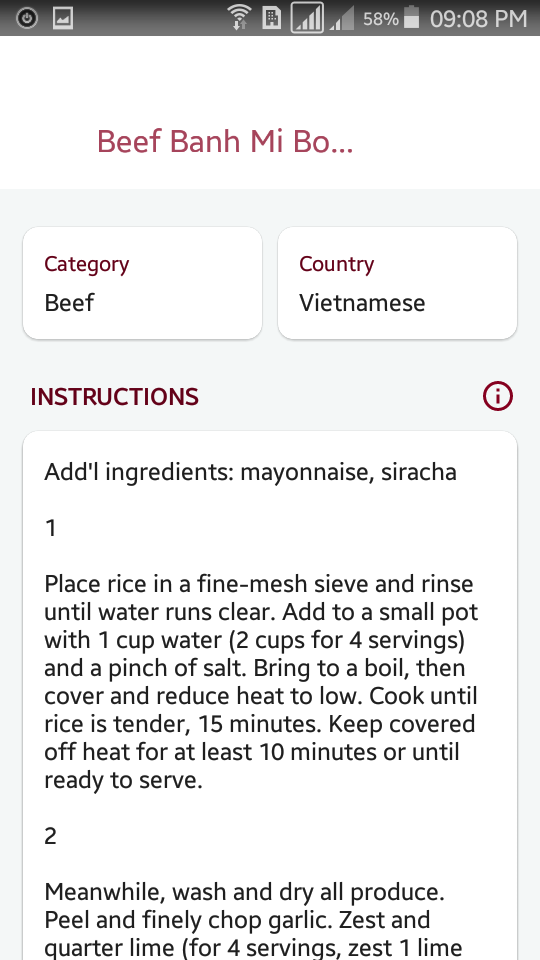 58% 09:08 PM
Beef Banh Mi Bo...
Category
Beef
Country
Vietnamese
INSTRUCTIONS
Add'l ingredients: mayonnaise, siracha
1
Place rice in a fine-mesh sieve and rinse
until water runs clear. Add to a small pot
with 1 cup water (2 cups for 4 servings)
and a pinch of salt. Bring to a boil, then
cover and reduce heat to low. Cook until
rice is tender, 15 minutes. Keep covered
off heat for at least 10 minutes or until
ready to serve.
2
Meanwhile, wash and dry all produce.
Peel and finely chop garlic. Zest and
quarter lime (for 4 servings, zest 1 lime